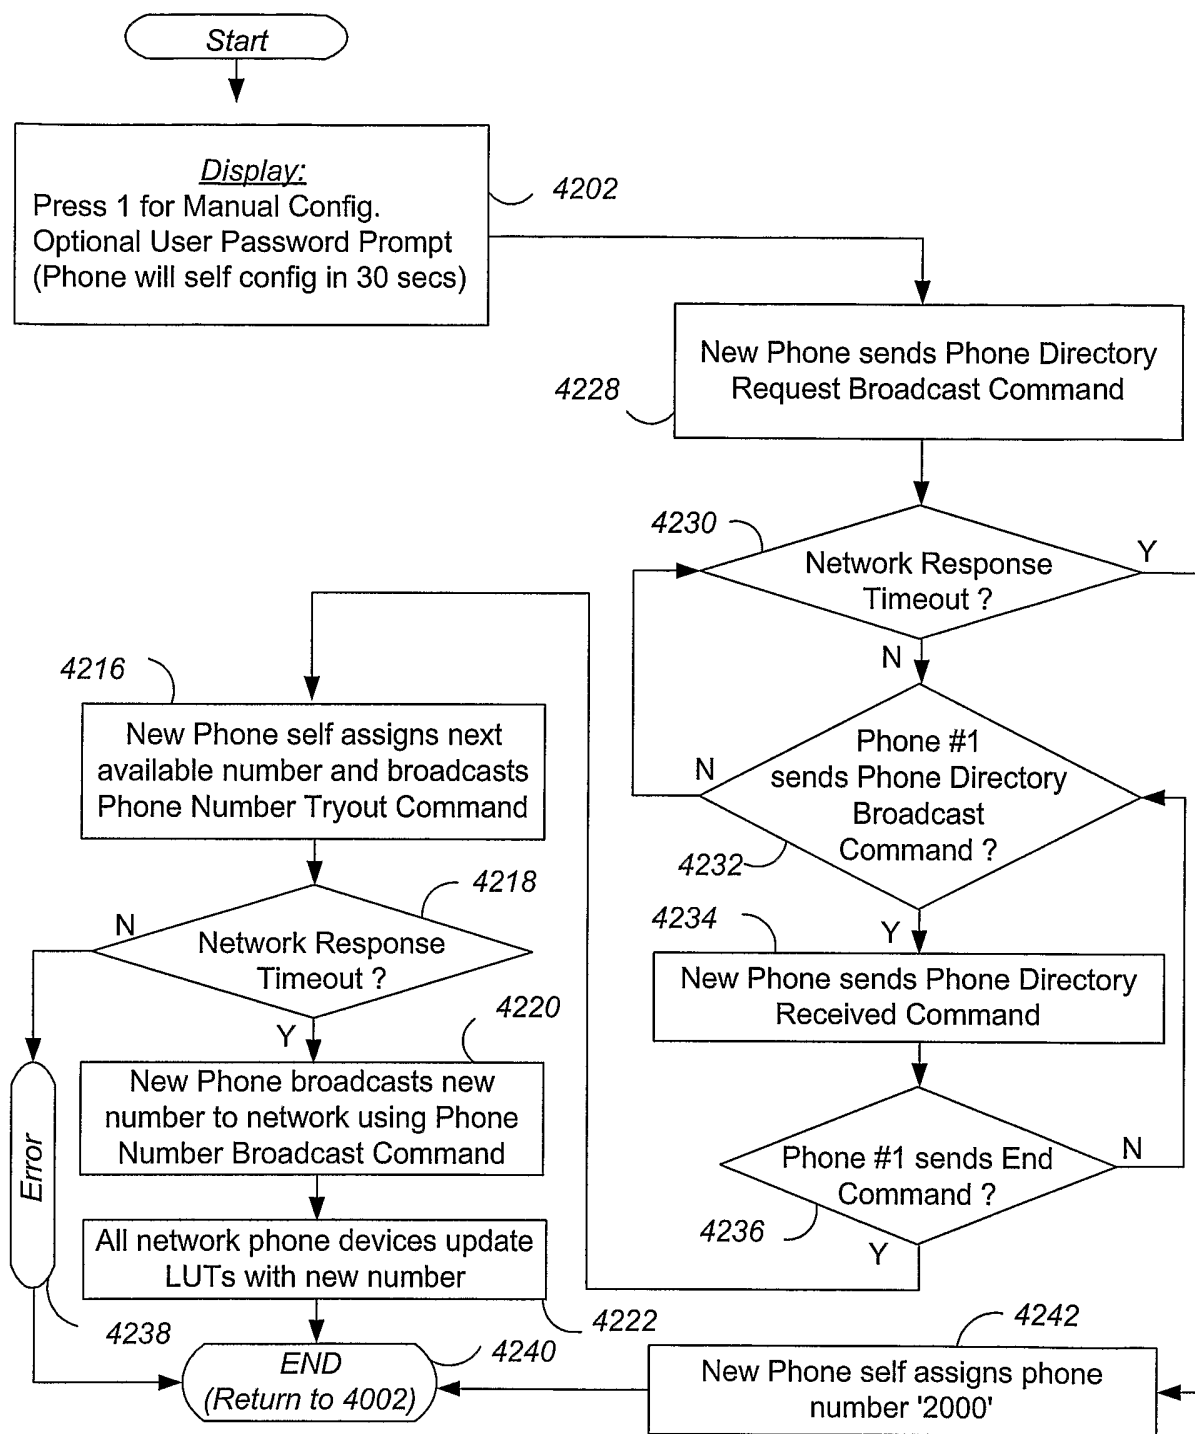 Start
Display:
Press 1 for Manual Config.
Optional User Password Prompt
(Phone will self config in 30 secs)
4202
New Phone sends Phone Directory
Request Broadcast Command
4228
4230
Network Response
Timeout ?
Y
N
Phone #1
sends Phone Directory
Broadcast
Command ?
N
4232
Y
4234
New Phone sends Phone Directory
Received Command
Phone #1 sends End
Command ?
N
4236
Y
4216
New Phone self assigns next
available number and broadcasts
Phone Number Tryout Command
4218
N
Network Response
Timeout ?
Y
4220
New Phone broadcasts new
number to network using Phone
Number Broadcast Command
Error
All network phone devices update
LUTs with new number
4238
4222
END
(Return to 4002)
4240
4242
New Phone self assigns phone
number '2000'